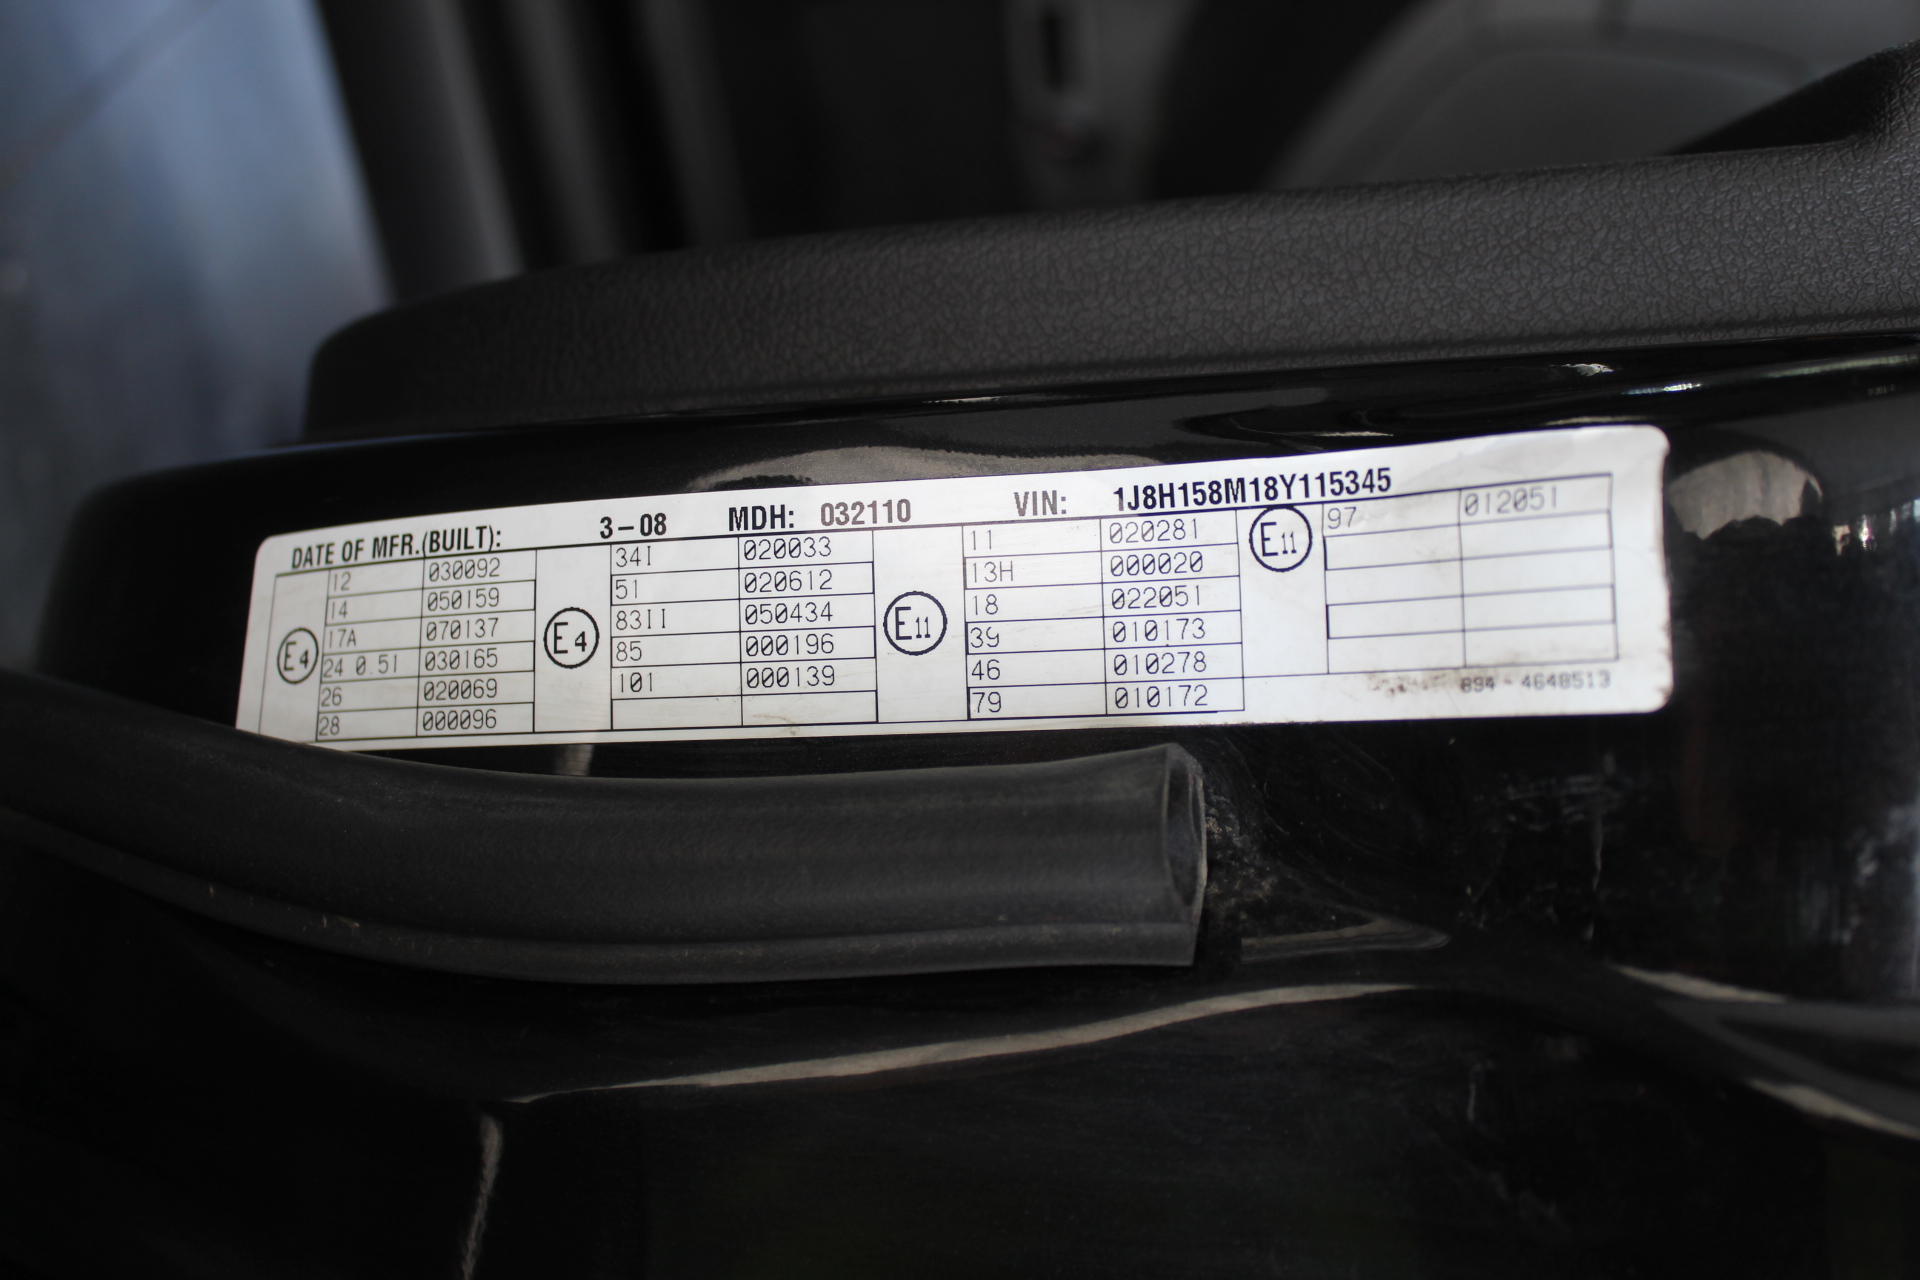 DATE OF MFR.(BUILT): 3-08 MDH: 032110 VIN: 1J8H158M18Y115345
E4
12 030092
14 050159
17A 070137
24 0.51 030165
26 020069
28 000096
E4
34I 020033
51 020612
83II 050434
85 000196
101 000139
E11
11 020281
13H 000020
18 022051
39 010173
46 010278
79 010172
E11
97 012051
894 - 4648513